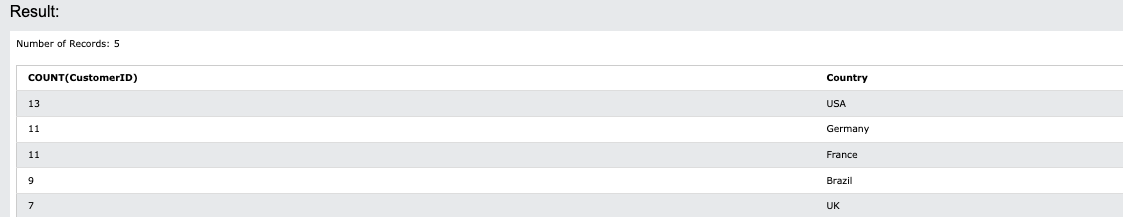 Result:
Number of Records: 5
COUNT(CustomerID) Country
13 USA
11 Germany
11 France
9 Brazil
7 UK